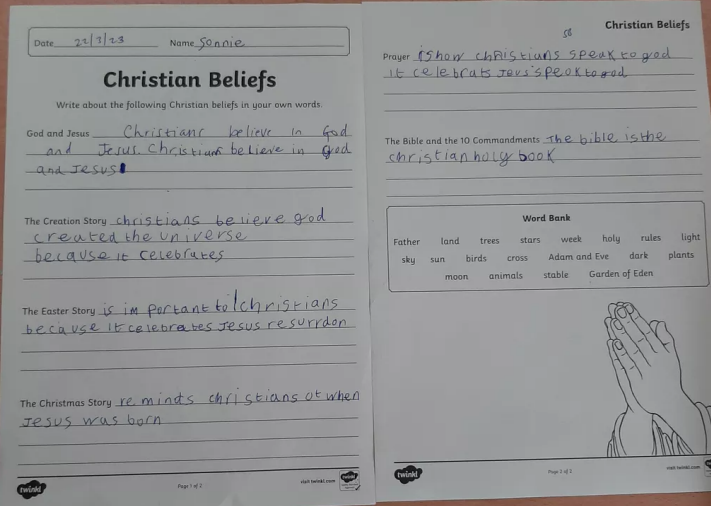 Date 22/2/23 Name Sonnie
Christian Beliefs
Write about the following Christian beliefs in your own words.
God and Jesus Christians believe in God
and Jesus. Christians believe in god
and Jesus
The Creation Story christians believe god
created the universe
because it celebrates
The Easter Story is important to christians
because it celebrates Jesus resurrdon
The Christmas Story reminds christians of when
Jesus was born
twinkl
Page 1 of 2
visit twinkl.com
Christian Beliefs
Prayer is how christians speak to god
it celebrats speak to god
The Bible and the 10 Commandments The bible is the
christian holy book
Word Bank
Father land trees stars week holy rules light
sky sun birds cross Adam and Eve dark plants
moon animals stable Garden of Eden
twinkl
Page 2 of 2
visit twinkl.com